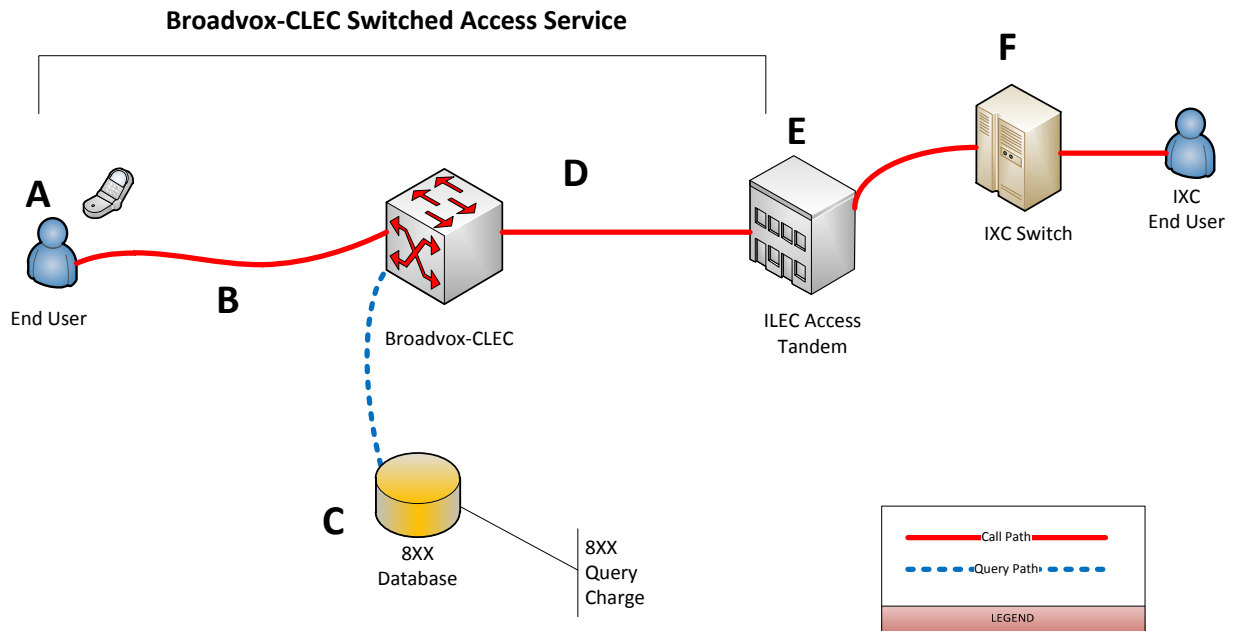 Broadvox-CLEC Switched Access Service
F
E
D
A
B
IXC
End User
IXC Switch
End User
Broadvox-CLEC
ILEC Access
Tandem
C
8XX
Database
8XX
Query
Charge
Call Path
Query Path
LEGEND